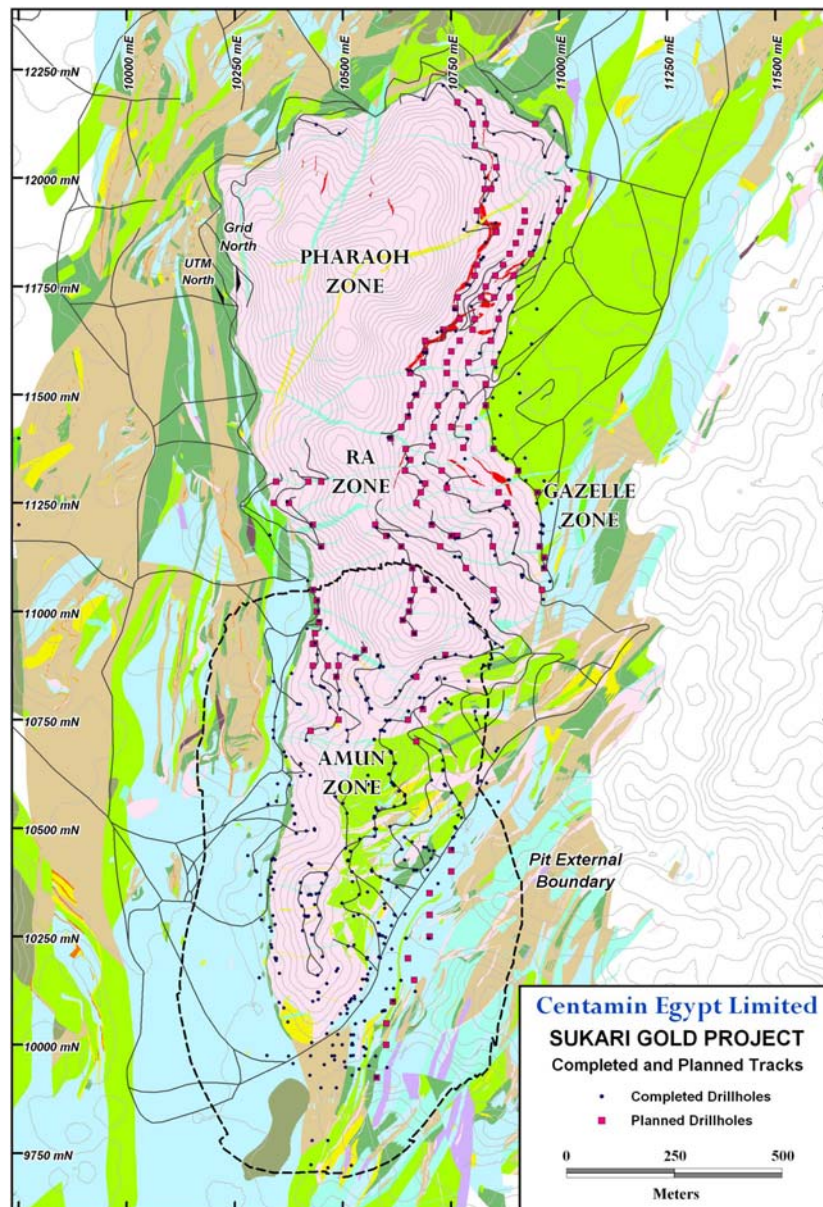 10000 mE
10250 mE
10500 mE
10750 mE
11000 mE
11250 mE
11500 mE
12250 mN
12000 mN
Grid
North
UTM
North
PHARAOH
ZONE
11750 mN
11500 mN
RA
ZONE
GAZELLE
ZONE
11250 mN
11000 mN
10750 mN
AMUN
ZONE
10500 mN
Pit External
Boundary
10250 mN
10000 mN
9750 mN
Centamin Egypt Limited
SUKARI GOLD PROJECT
Completed and Planned Tracks
Completed Drillholes
Planned Drillholes
0 250 500
Meters